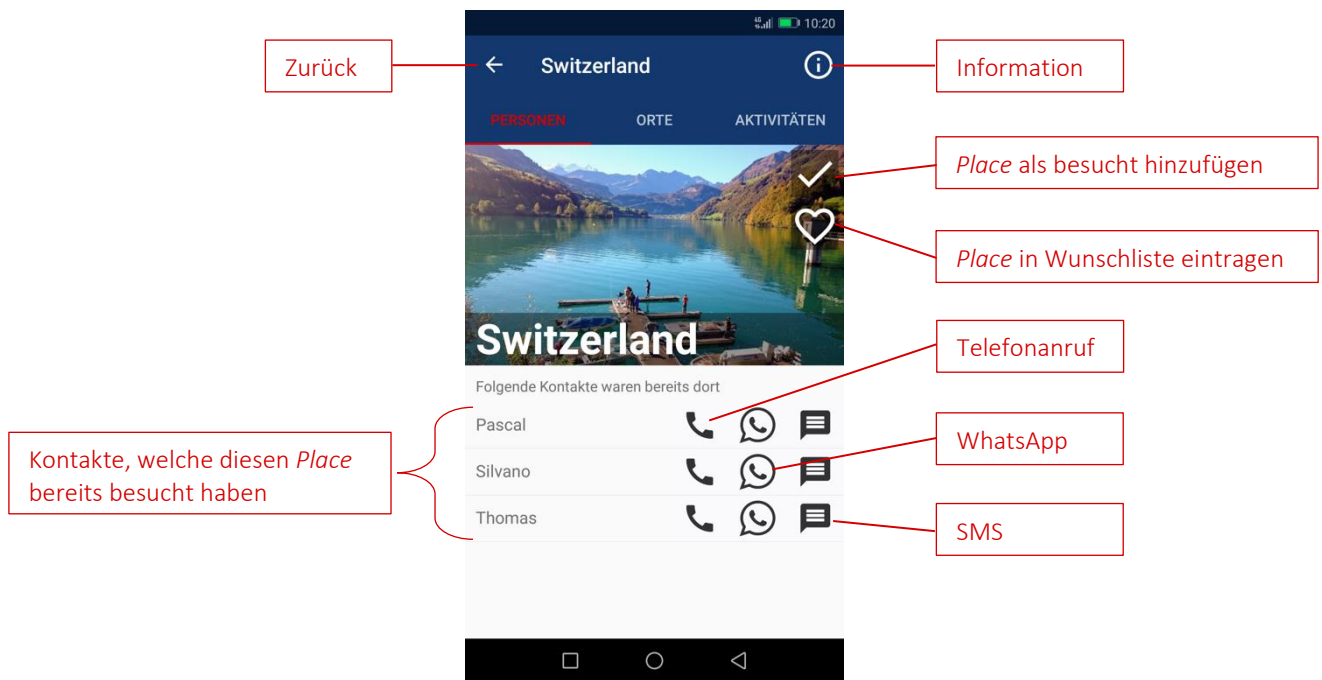 4G 10:20
Zurück
Switzerland
Information
PERSONEN ORTE AKTIVITÄTEN
Place als besucht hinzufügen
Place in Wunschliste eintragen
Switzerland
Telefonanruf
Folgende Kontakte waren bereits dort
Pascal
WhatsApp
Kontakte, welche diesen Place
bereits besucht haben
Silvano
Thomas
SMS